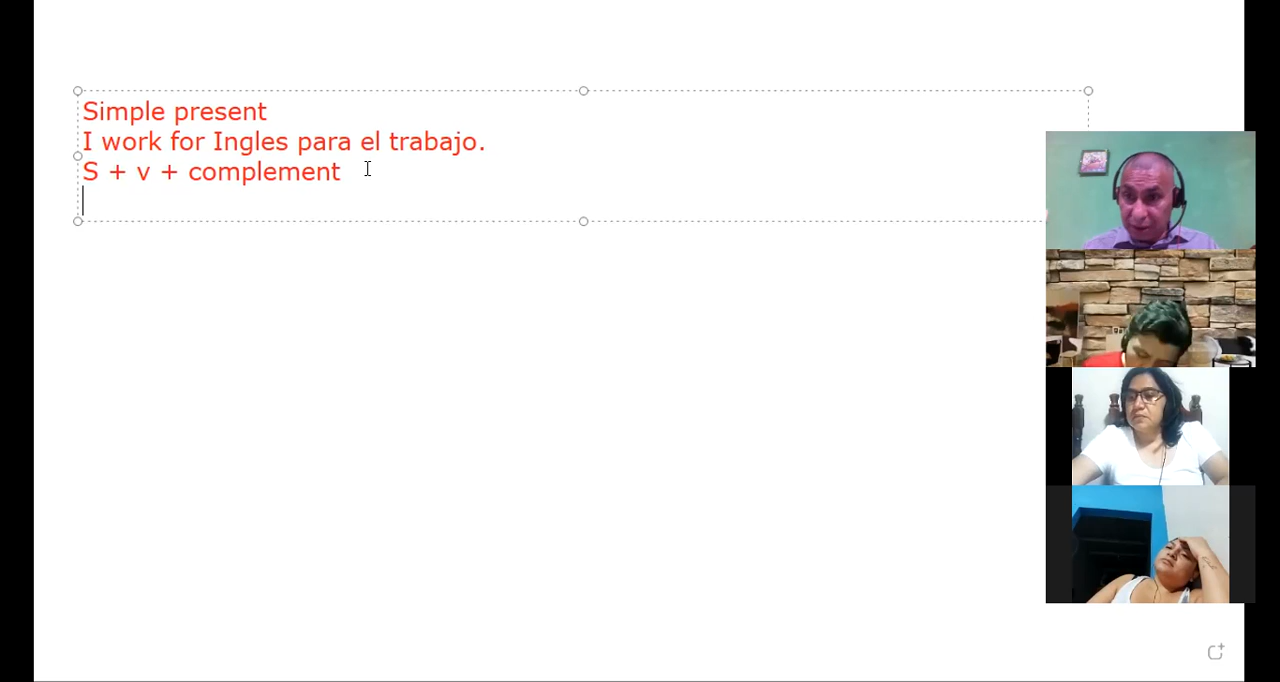 Simple present
I work for Ingles para el trabajo.
S + v + complement